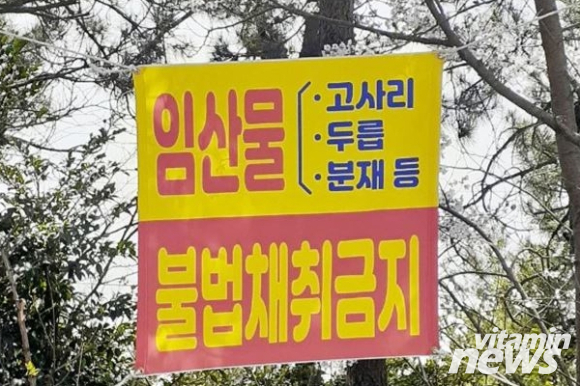 임산물
· 고사리
· 두릅
· 분재 등
불법채취금지
vitamin
news